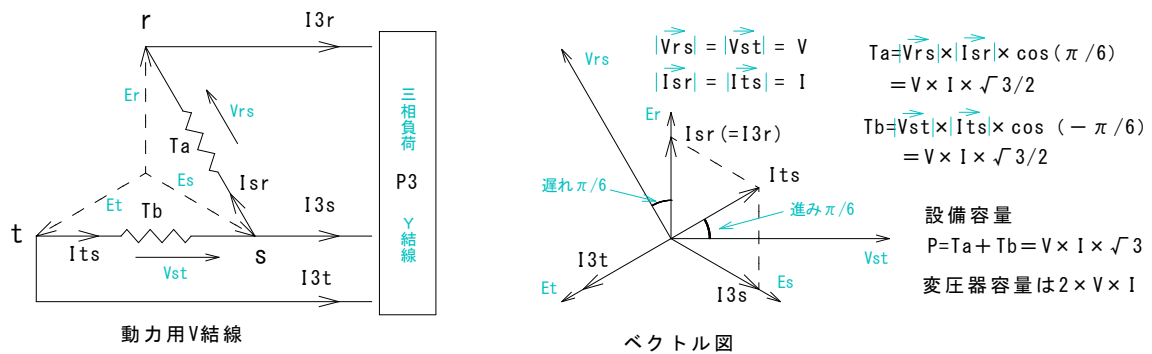 I3r
r
Er
Vrs
Ta
Es
Isr
Et
Tb
I3s
t
Its
s
Vst
I3t
三相負荷
P3
Y結線
動力用V結線
|Vrs| = |Vst| = V
|Isr| = |Its| = I
Vrs
Er
Isr(=I3r)
Its
遅れπ/6
進みπ/6
I3t
Vst
Et
I3s
Es
ベクトル図
Ta=|Vrs|×|Isr|×cos(π/6)
=V×I×√3/2
Tb=|Vst|×|Its|×cos (-π/6)
=V×I×√3/2
設備容量
P=Ta+Tb=V×I×√3
変圧器容量は2×V×I